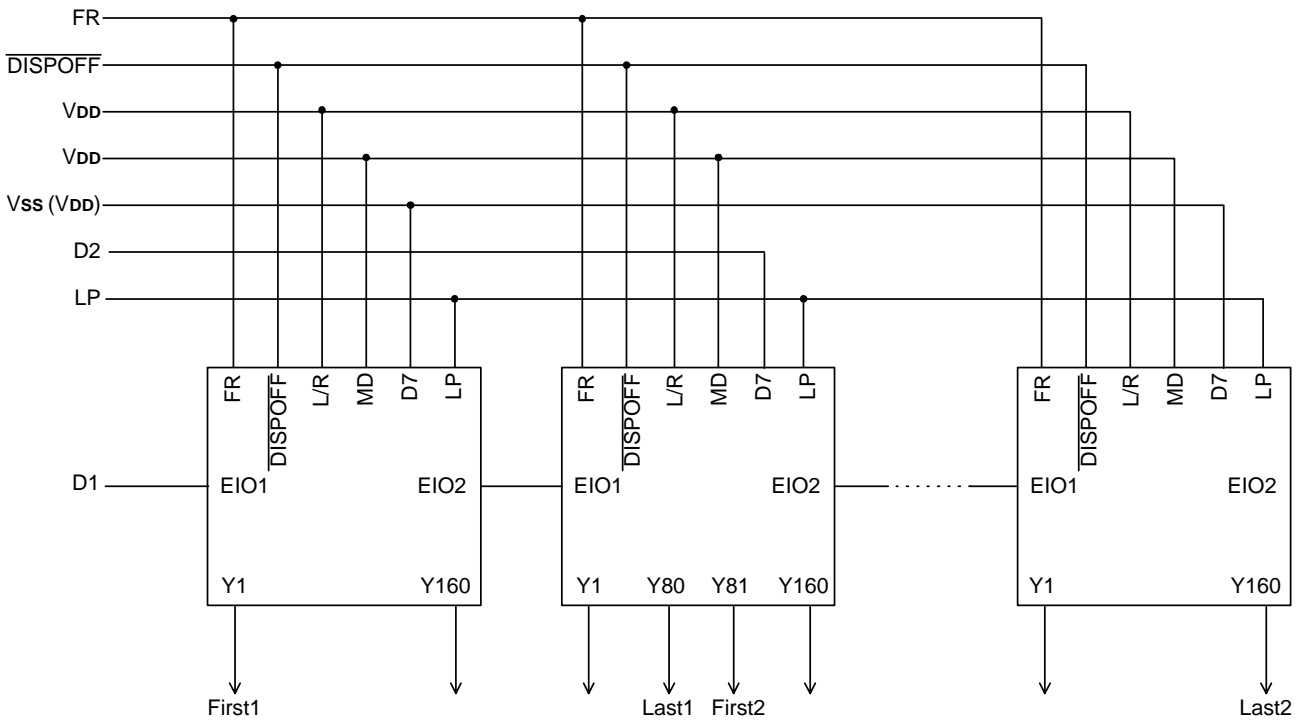 FR
DISPOFF
VDD
VDD
VSS (VDD)
D2
LP
FR DISPOFF L/R MD D7 LP
FR DISPOFF L/R MD D7 LP
FR DISPOFF L/R MD D7 LP
D1 EIO1 EIO2 EIO1 EIO2 EIO1 EIO2
Y1 Y160 Y1 Y80 Y81 Y160 Y1 Y160
First1 Last1 First2 Last2